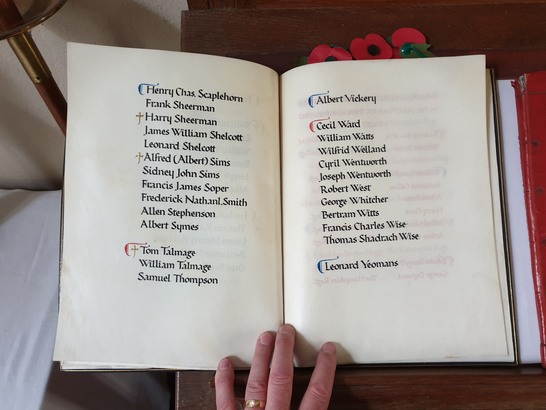 Henry Chas. Scaplehorn
Frank Sheerman
†Harry Sheerman
James William Shelcott
Leonard Shelcott
†Alfred (Albert) Sims
Sidney John Sims
Francis James Soper
Frederick Nathanl. Smith
Allen Stephenson
Albert Symes
†Tom Talmage
William Talmage
Samuel Thompson
Albert Vickery
Cecil Ward
William Watts
Wilfrid Welland
Cyril Wentworth
Joseph Wentworth
Robert West
George Whitcher
Bertram Witts
Francis Charles Wise
Thomas Shadrach Wise
Leonard Yeomans